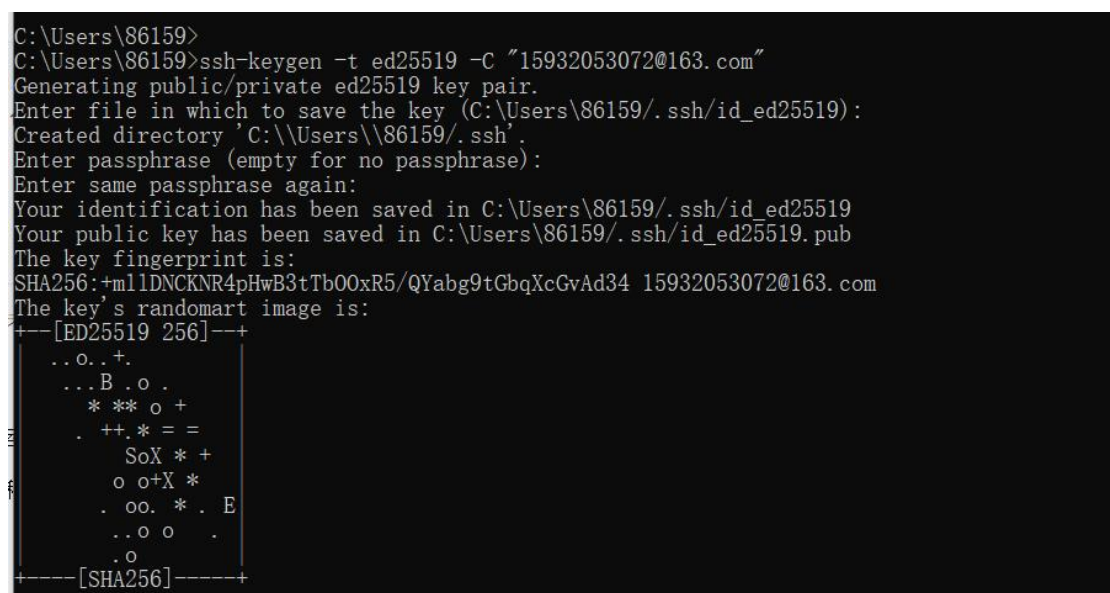 C:\Users\86159>
C:\Users\86159>ssh-keygen -t ed25519 -C "15932053072@163.com"
Generating public/private ed25519 key pair.
Enter file in which to save the key (C:\Users\86159/.ssh/id_ed25519):
Created directory 'C:\\Users\\86159/.ssh'.
Enter passphrase (empty for no passphrase):
Enter same passphrase again:
Your identification has been saved in C:\Users\86159/.ssh/id_ed25519
Your public key has been saved in C:\Users\86159/.ssh/id_ed25519.pub
The key fingerprint is:
SHA256:+mllDNCKNR4pHwB3tTbOOxR5/QYabg9tGbqXcGvAd34 15932053072@163.com
The key's randomart image is:
+--[ED25519 256]--+
|  ..o..+.        |
|   ...B .o .     |
|     * ** o +    |
|    . ++.* = =   |
|        SoX * +  |
|       o o+X *   |
|      . oo. * . E|
|       ..o o   . |
|       .o        |
+----[SHA256]-----+